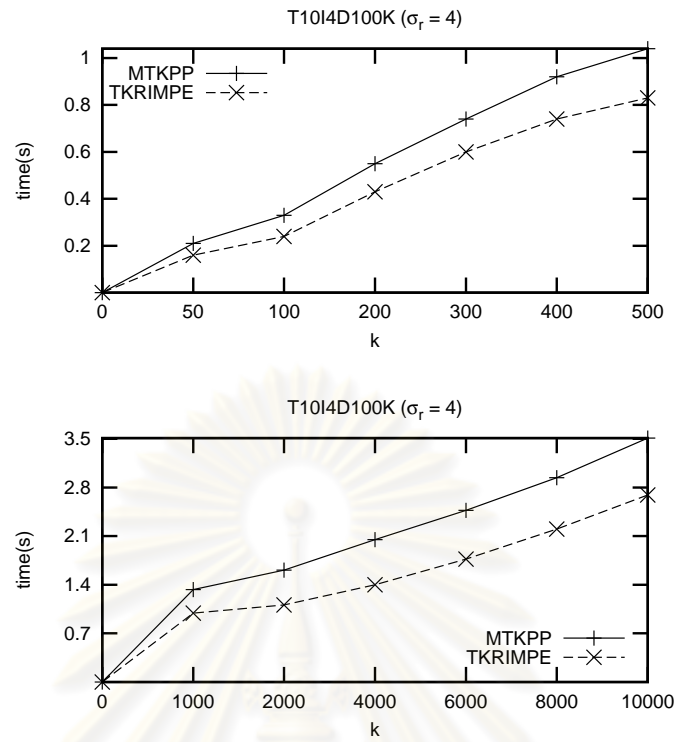 T10I4D100K (σr = 4)
1
0.8
0.6
0.4
0.2
time(s)
MTKPP
TKRIMPE
0 50 100 200 300 400 500
k
T10I4D100K (σr = 4)
3.5
2.8
2.1
1.4
0.7
time(s)
MTKPP
TKRIMPE
0 1000 2000 4000 6000 8000 10000
k